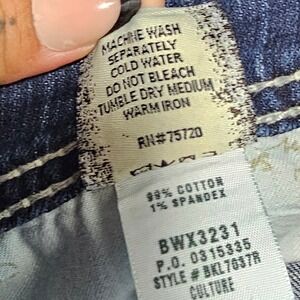 MACHINE WASH
SEPARATELY
COLD WATER
DO NOT BLEACH
TUMBLE DRY MEDIUM
WARM IRON
RN#75720
99% COTTON
1% SPANDEX
BWX3231
P.O. 0315335
STYLE # BKL7637R
CULTURE